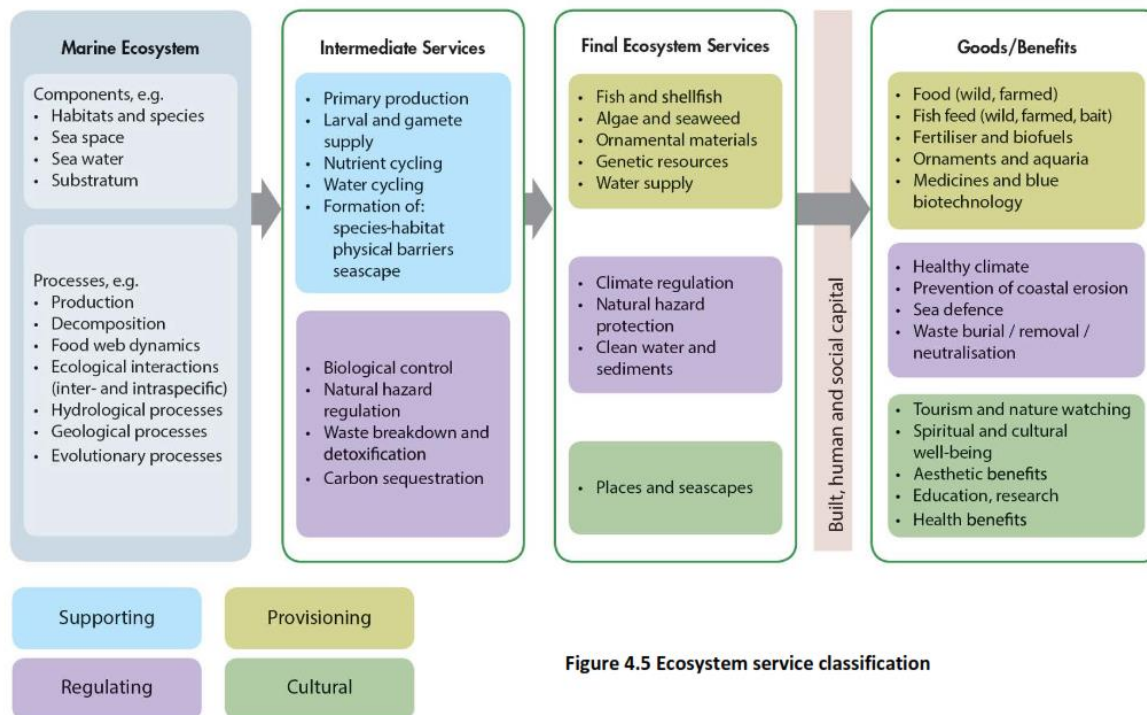 Marine Ecosystem
Components, e.g.
• Habitats and species
• Sea space
• Sea water
• Substratum
Processes, e.g.
• Production
• Decomposition
• Food web dynamics
• Ecological interactions
(inter- and intraspecific)
• Hydrological processes
• Geological processes
• Evolutionary processes
Intermediate Services
• Primary production
• Larval and gamete
supply
• Nutrient cycling
• Water cycling
• Formation of:
species-habitat
physical barriers
seascape
• Biological control
• Natural hazard
regulation
• Waste breakdown and
detoxification
• Carbon sequestration
Final Ecosystem Services
• Fish and shellfish
• Algae and seaweed
• Ornamental materials
• Genetic resources
• Water supply
• Climate regulation
• Natural hazard
protection
• Clean water and
sediments
• Places and seascapes
Built, human and social capital
Goods/Benefits
• Food (wild, farmed)
• Fish feed (wild, farmed, bait)
• Fertiliser and biofuels
• Ornaments and aquaria
• Medicines and blue
biotechnology
• Healthy climate
• Prevention of coastal erosion
• Sea defence
• Waste burial / removal /
neutralisation
• Tourism and nature watching
• Spiritual and cultural
well-being
• Aesthetic benefits
• Education, research
• Health benefits
Supporting
Provisioning
Regulating
Cultural
Figure 4.5 Ecosystem service classification